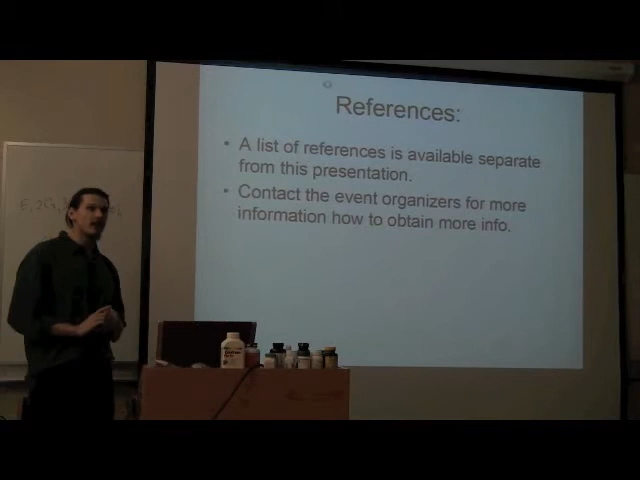 References:
• A list of references is available separate
from this presentation.
• Contact the event organizers for more
information how to obtain more info.